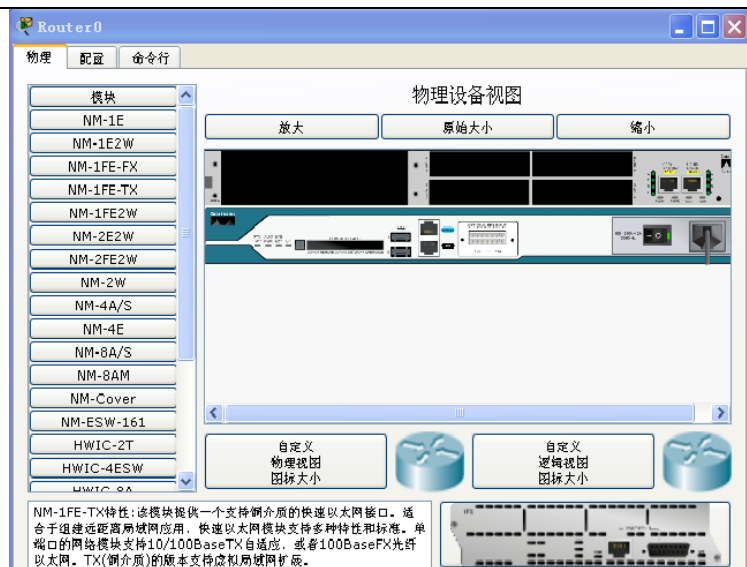 Router0
物理 配置 命令行
模块
物理设备视图
放大 原始大小 缩小
NM-1E
NM-1E2W
NM-1FE-FX
NM-1FE-TX
NM-1FE2W
NM-2E2W
NM-2FE2W
NM-2W
NM-4A/S
NM-4E
NM-8A/S
NM-8AM
NM-Cover
NM-ESW-161
HWIC-2T
HWIC-4ESW
HWIC-8A
自定义
物理视图
图标大小
自定义
逻辑视图
图标大小
NM-1FE-TX特性:该模块提供一个支持铜介质的快速以太网接口. 适
合于组建远距离局域网应用. 快速以太网模块支持多种特性和标准. 单
端口的网络模块支持10/100BaseTX自适应. 或者100BaseFX光纤
以太网. TX(铜介质)的版本支持虚拟局域网扩展.